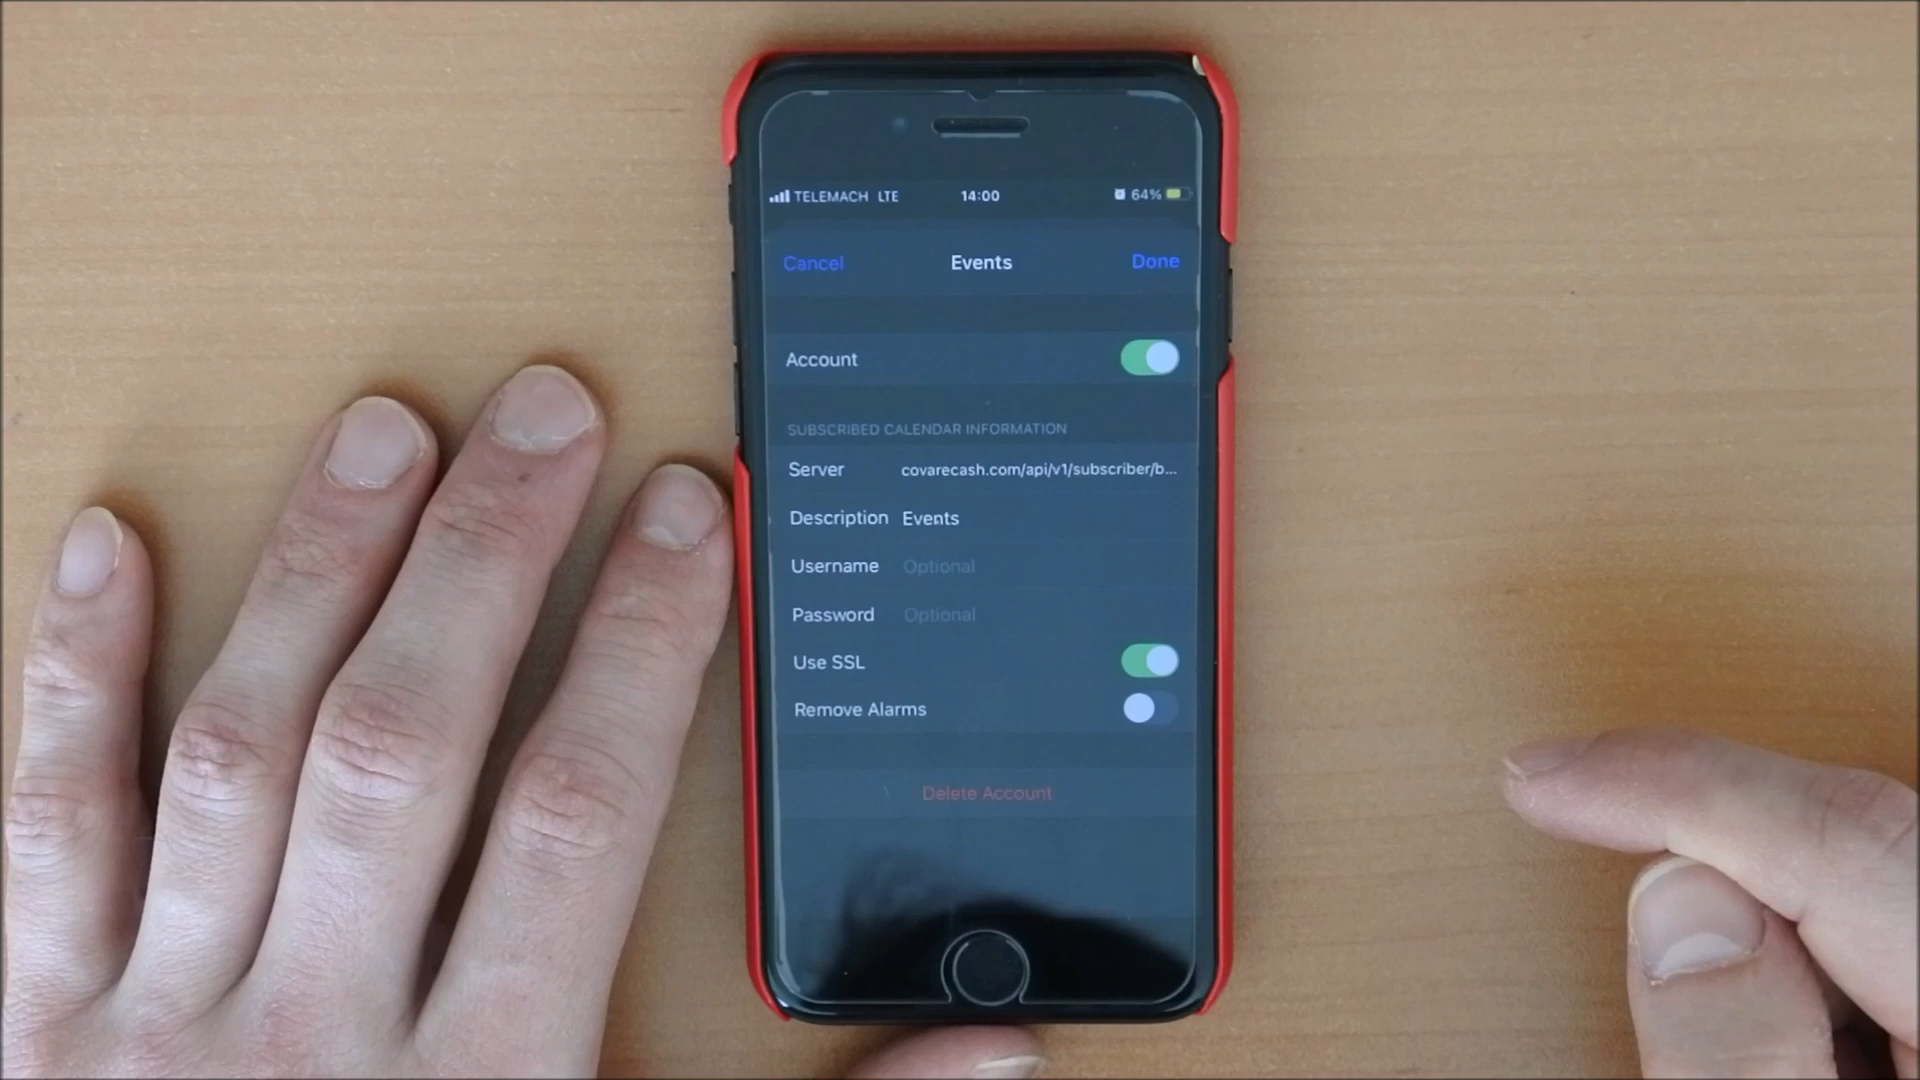 TELEMACH LTE 14:00 64%
Cancel Events Done
Account
SUBSCRIBED CALENDAR INFORMATION
Server covarecash.com/api/v1/subscriber/b...
Description Events
Username Optional
Password Optional
Use SSL
Remove Alarms
Delete Account